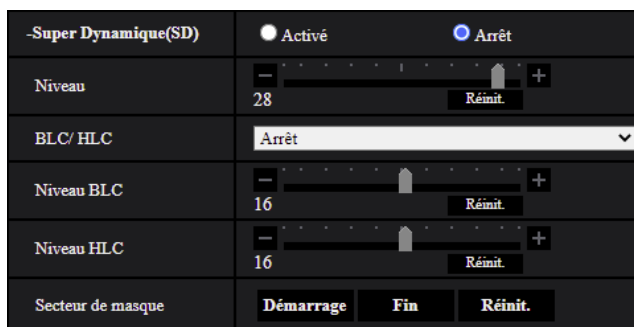 -Super Dynamique(SD) Activé Arrêt
Niveau
28 Réinit.
BLC/ HLC Arrêt
Niveau BLC
16 Réinit.
Niveau HLC
16 Réinit.
Secteur de masque Démarrage Fin Réinit.